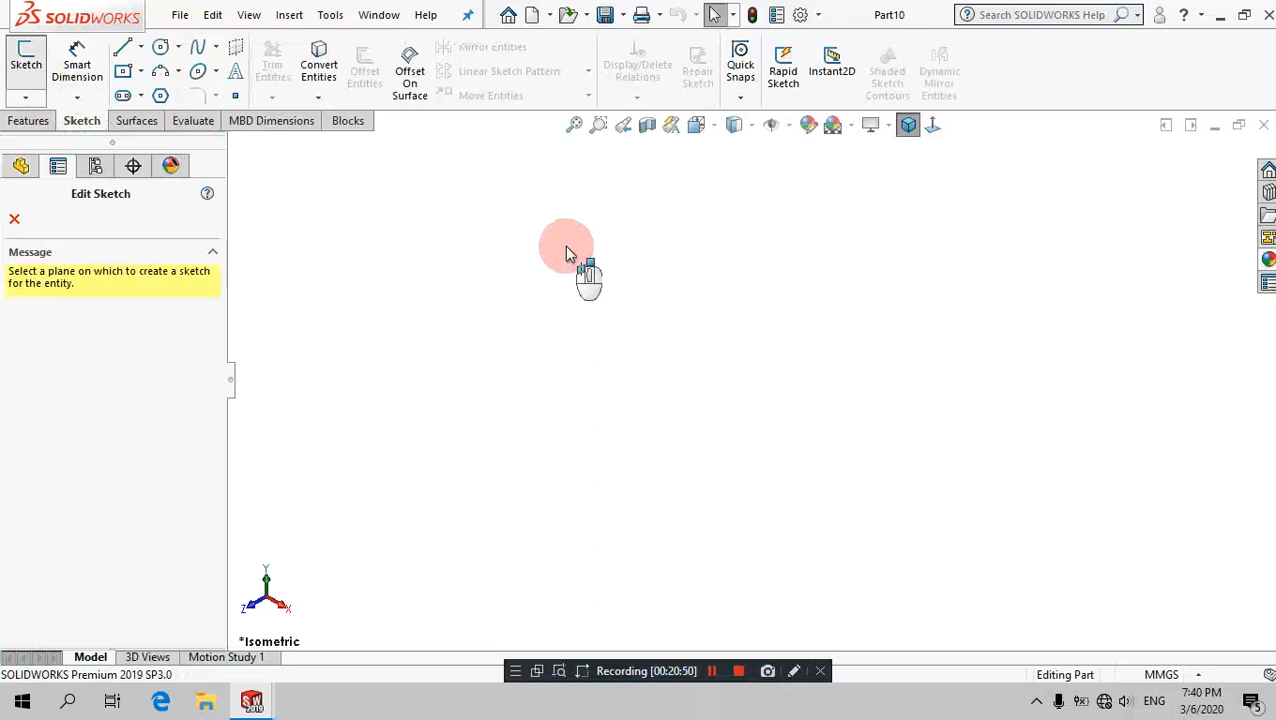 SOLIDWORKS
File Edit View Insert Tools Window Help
Part10
Search SOLIDWORKS Help
Sketch
Smart Dimension
Trim Entities
Convert Entities
Offset Entities
Offset On Surface
Mirror Entities
Linear Sketch Pattern
Move Entities
Display/Delete Relations
Repair Sketch
Quick Snaps
Rapid Sketch
Instant2D
Shaded Sketch Contours
Dynamic Mirror Entities
Features Sketch Surfaces Evaluate MBD Dimensions Blocks
Edit Sketch
Message
Select a plane on which to create a sketch
for the entity.
Y
Z X
*Isometric
Model 3D Views Motion Study 1
SOLIDWORKS Premium 2019 SP3.0
Recording [00:20:50]
Editing Part
MMGS
SW
2019
ENG
7:40 PM
3/6/2020
5